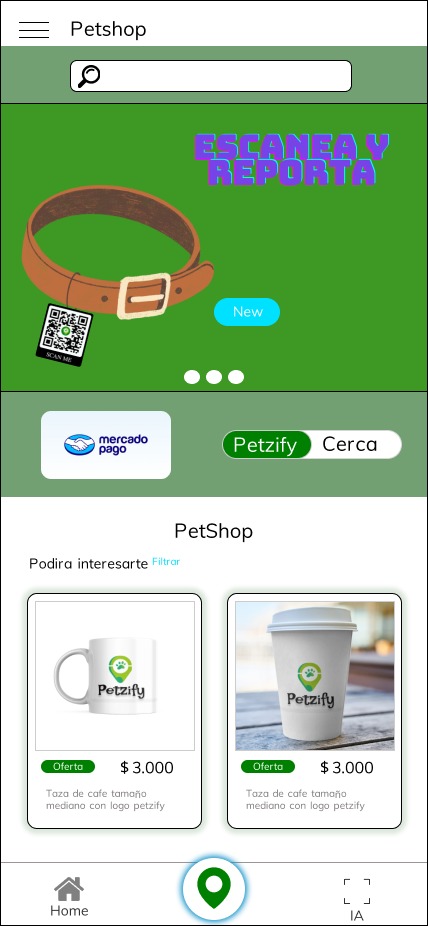 Petshop
ESCANEA Y
REPORTA
New
SCAN ME
mercado
pago
Petzify Cerca
PetShop
Podira interesarte Filtrar
Petzify
Petzify
Oferta $ 3.000
Oferta $ 3.000
Taza de cafe tamaño
mediano con logo petzify
Taza de cafe tamaño
mediano con logo petzify
Home
IA